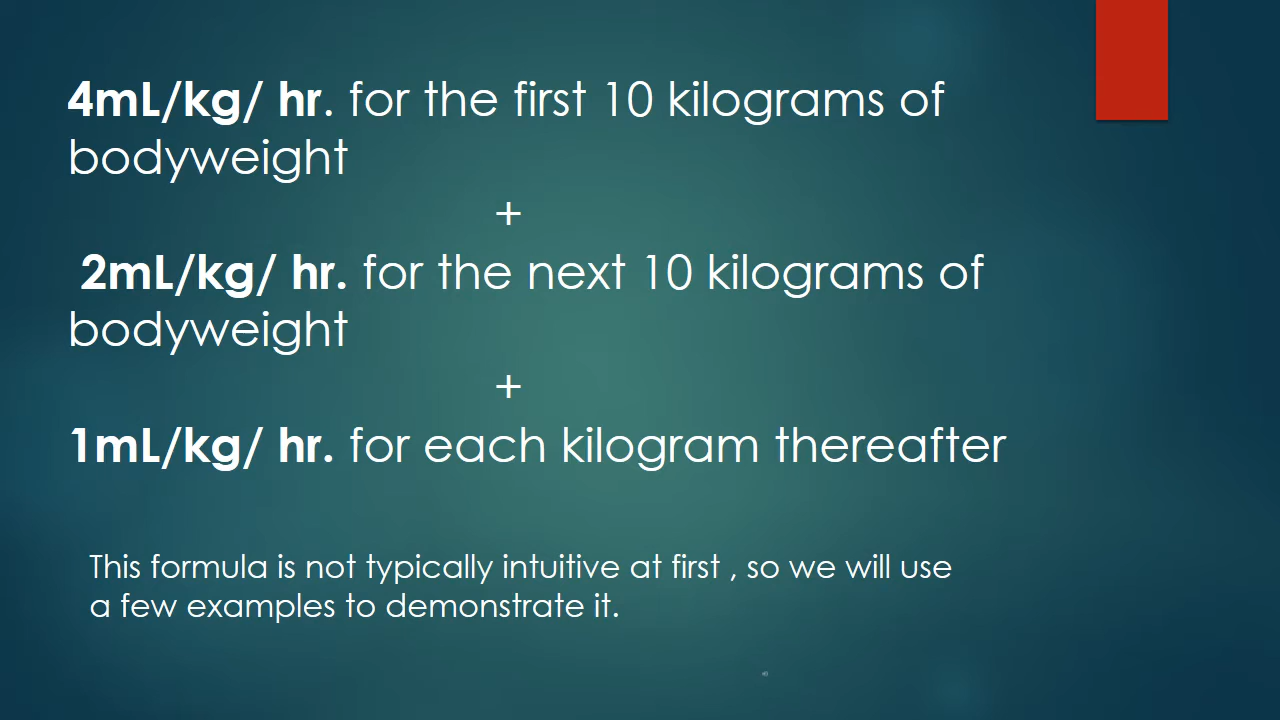 4mL/kg/ hr. for the first 10 kilograms of
bodyweight
+
2mL/kg/ hr. for the next 10 kilograms of
bodyweight
+
1mL/kg/ hr. for each kilogram thereafter
This formula is not typically intuitive at first , so we will use
a few examples to demonstrate it.